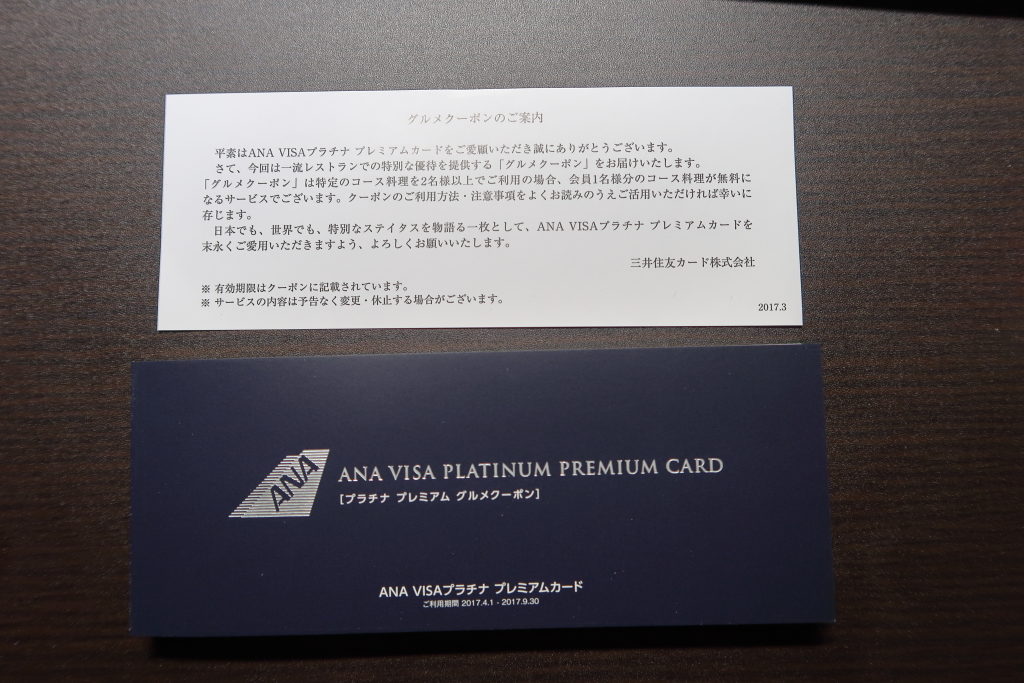 グルメクーポンのご案内
平素はANA VISAプラチナ プレミアムカードをご愛顧いただき誠にありがとうございます。
さて、今回は一流レストランでの特別な優待を提供する「グルメクーポン」をお届けいたします。
「グルメクーポン」は特定のコース料理を2名様以上でご利用の場合、会員1名様分のコース料理が無料に
なるサービスでございます。クーポンのご利用方法・注意事項をよくお読みのうえご活用いただければ幸いに
存じます。
日本でも、世界でも、特別なステイタスを物語る一枚として、ANA VISAプラチナ プレミアムカードを
末永くご愛用いただきますよう、よろしくお願いいたします。
三井住友カード株式会社
※ 有効期限はクーポンに記載されています。
※ サービスの内容は予告なく変更・休止する場合がございます。
2017.3
ANA
ANA VISA PLATINUM PREMIUM CARD
[プラチナ プレミアム グルメクーポン]
ANA VISAプラチナ プレミアムカード
ご利用期間 2017.4.1 - 2017.9.30